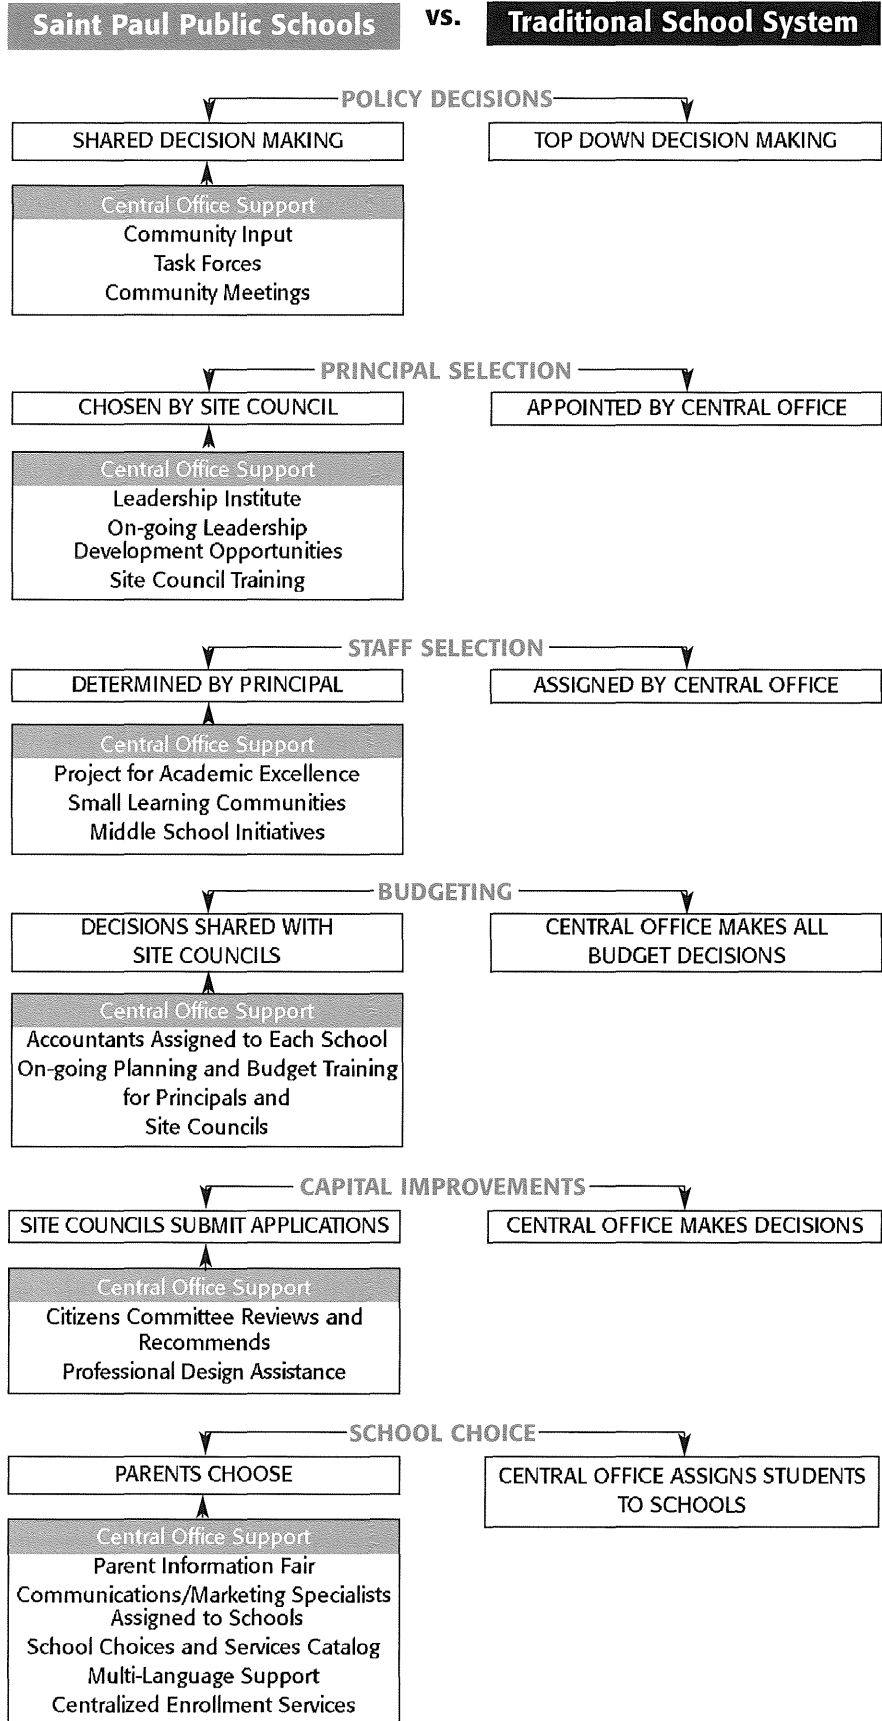 Saint Paul Public Schools vs. Traditional School System
POLICY DECISIONS
SHARED DECISION MAKING
TOP DOWN DECISION MAKING
Central Office Support
Community Input
Task Forces
Community Meetings
PRINCIPAL SELECTION
CHOSEN BY SITE COUNCIL
APPOINTED BY CENTRAL OFFICE
Central Office Support
Leadership Institute
On-going Leadership
Development Opportunities
Site Council Training
STAFF SELECTION
DETERMINED BY PRINCIPAL
ASSIGNED BY CENTRAL OFFICE
Central Office Support
Project for Academic Excellence
Small Learning Communities
Middle School Initiatives
BUDGETING
DECISIONS SHARED WITH
SITE COUNCILS
CENTRAL OFFICE MAKES ALL
BUDGET DECISIONS
Central Office Support
Accountants Assigned to Each School
On-going Planning and Budget Training
for Principals and
Site Councils
CAPITAL IMPROVEMENTS
SITE COUNCILS SUBMIT APPLICATIONS
CENTRAL OFFICE MAKES DECISIONS
Central Office Support
Citizens Committee Reviews and
Recommends
Professional Design Assistance
SCHOOL CHOICE
PARENTS CHOOSE
CENTRAL OFFICE ASSIGNS STUDENTS
TO SCHOOLS
Central Office Support
Parent Information Fair
Communications/Marketing Specialists
Assigned to Schools
School Choices and Services Catalog
Multi-Language Support
Centralized Enrollment Services